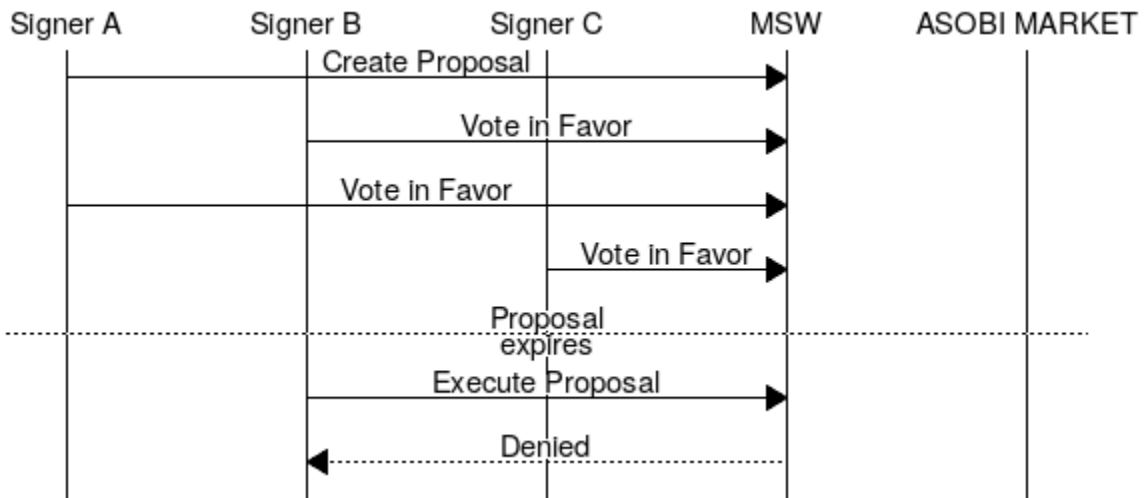 Signer A
Signer B
Signer C
MSW
ASOBI MARKET
Create Proposal
Vote in Favor
Vote in Favor
Vote in Favor
Proposal
expires
Execute Proposal
Denied